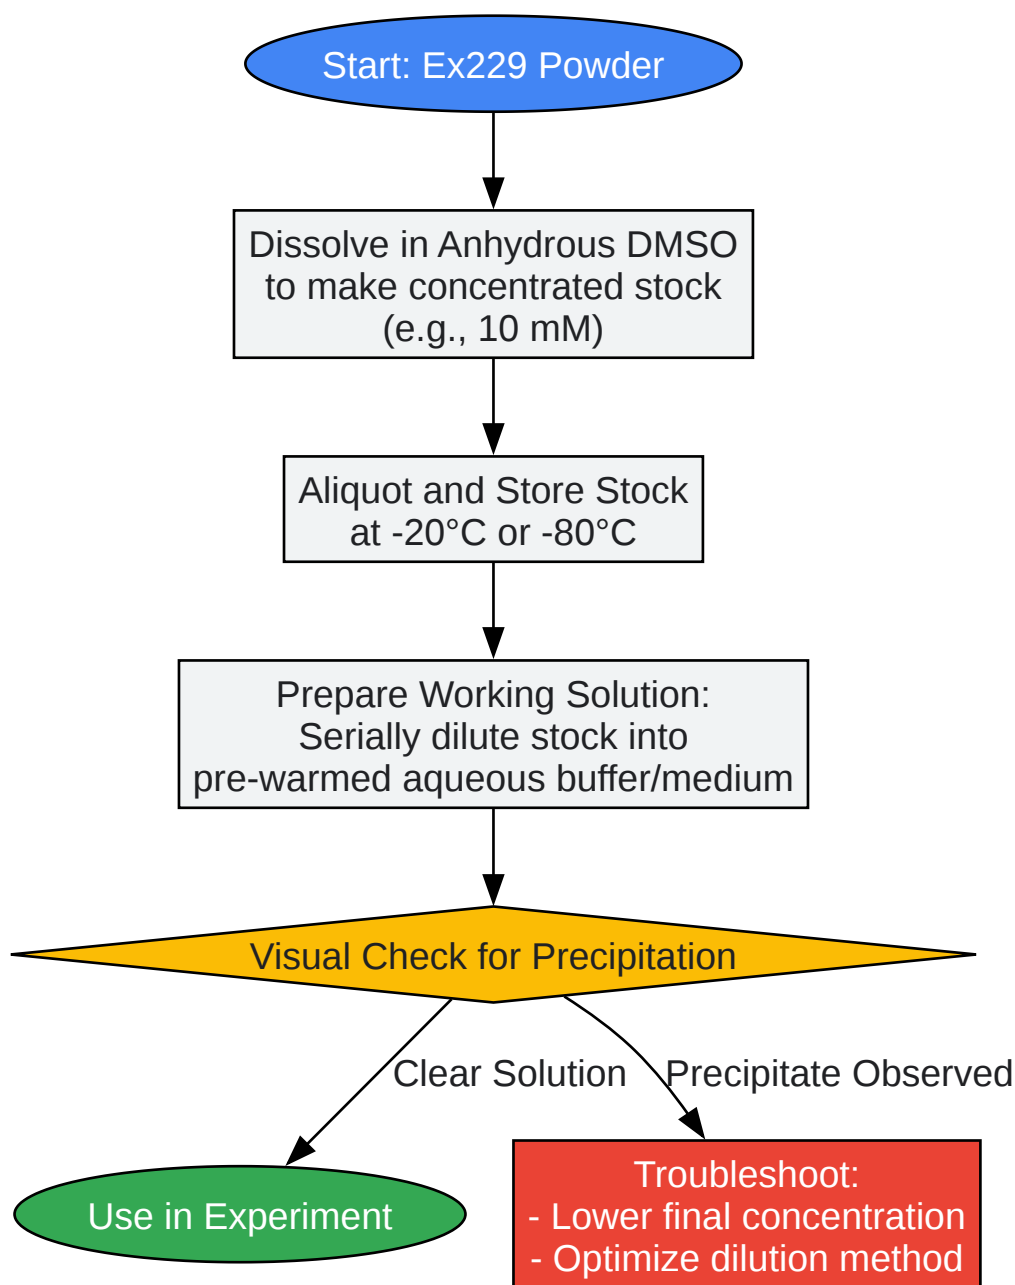 Start: Ex229 Powder
Dissolve in Anhydrous DMSO
to make concentrated stock
(e.g., 10 mM)
Aliquot and Store Stock
at -20°C or -80°C
Prepare Working Solution:
Serially dilute stock into
pre-warmed aqueous buffer/medium
Visual Check for Precipitation
Clear Solution
Precipitate Observed
Use in Experiment
Troubleshoot:
- Lower final concentration
- Optimize dilution method